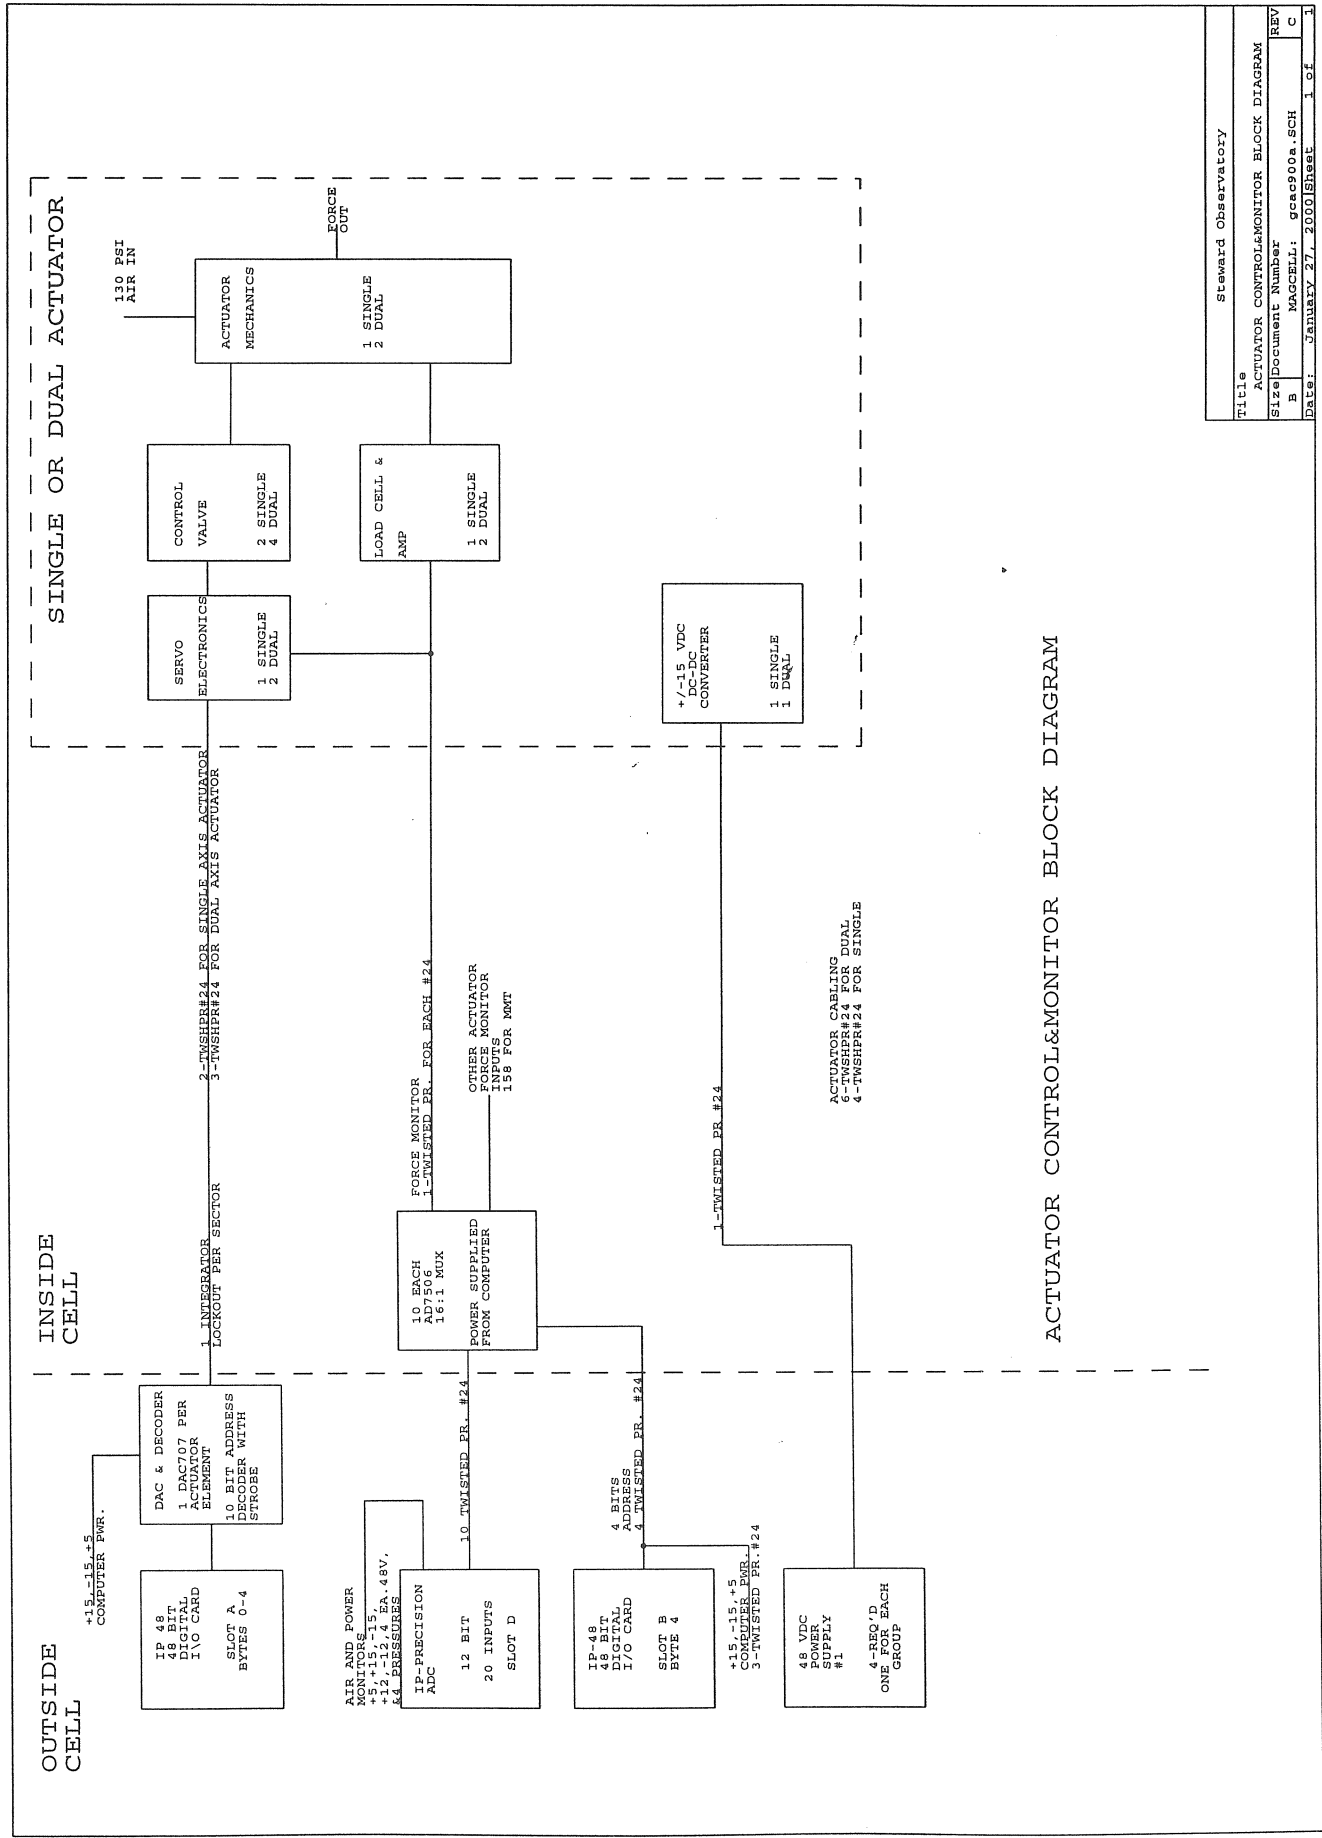 OUTSIDE
CELL
INSIDE
CELL
SINGLE OR DUAL ACTUATOR
+15,-15,+5
COMPUTER PWR.
IP 48
48 BIT
DIGITAL
I\O CARD
SLOT A
BYTES 0-4
DAC & DECODER
1 DAC707 PER
ACTUATOR
ELEMENT
10 BIT ADDRESS
DECODER WITH
STROBE
1 INTEGRATOR
LOCKOUT PER SECTOR
2-TWSHPR#24 FOR SINGLE AXIS ACTUATOR
3-TWSHPR#24 FOR DUAL AXIS ACTUATOR
SERVO
ELECTRONICS
1 SINGLE
2 DUAL
CONTROL
VALVE
2 SINGLE
4 DUAL
130 PSI
AIR IN
ACTUATOR
MECHANICS
1 SINGLE
2 DUAL
FORCE
OUT
LOAD CELL &
AMP
1 SINGLE
2 DUAL
AIR AND POWER
MONITORS
+5,+15,-15,
+12,-12,4 EA.48V,
&4 PRESSURES
IP-PRECISION
ADC
12 BIT
20 INPUTS
SLOT D
10 TWISTED PR. #24
10 EACH
AD7506
16:1 MUX
POWER SUPPLIED
FROM COMPUTER
FORCE MONITOR
1-TWISTED PR. FOR EACH #24
OTHER ACTUATOR
FORCE MONITOR
INPUTS
158 FOR MMT
IP-48
48 BIT
DIGITAL
I/O CARD
SLOT B
BYTE 4
4 BITS
ADDRESS
4 TWISTED PR. #24
+15,-15,+5
COMPUTER PWR.
3-TWISTED PR.#24
48 VDC
POWER
SUPPLY
#1
4-REQ'D
ONE FOR EACH
GROUP
1-TWISTED PR #24
+/-15 VDC
DC-DC
CONVERTER
1 SINGLE
1 DUAL
ACTUATOR CABLING
6-TWSHPR#24 FOR DUAL
4-TWSHPR#24 FOR SINGLE
ACTUATOR CONTROL&MONITOR BLOCK DIAGRAM
Steward Observatory
Title
ACTUATOR CONTROL&MONITOR BLOCK DIAGRAM
Size Document Number REV
B MAGCELL: gcac900a.SCH C
Date: January 27, 2000 Sheet 1 of 1